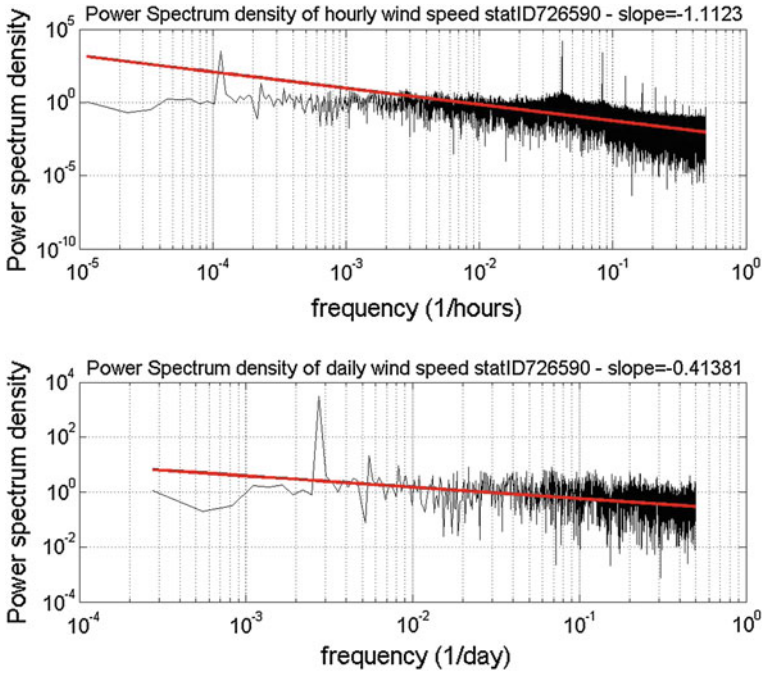 Power Spectrum density of hourly wind speed statID726590 - slope=-1.1123
Power spectrum density
10^5
10^0
10^-5
10^-10
10^-5 10^-4 10^-3 10^-2 10^-1 10^0
frequency (1/hours)
Power Spectrum density of daily wind speed statID726590 - slope=-0.41381
Power spectrum density
10^4
10^2
10^0
10^-2
10^-4
10^-4 10^-3 10^-2 10^-1 10^0
frequency (1/day)